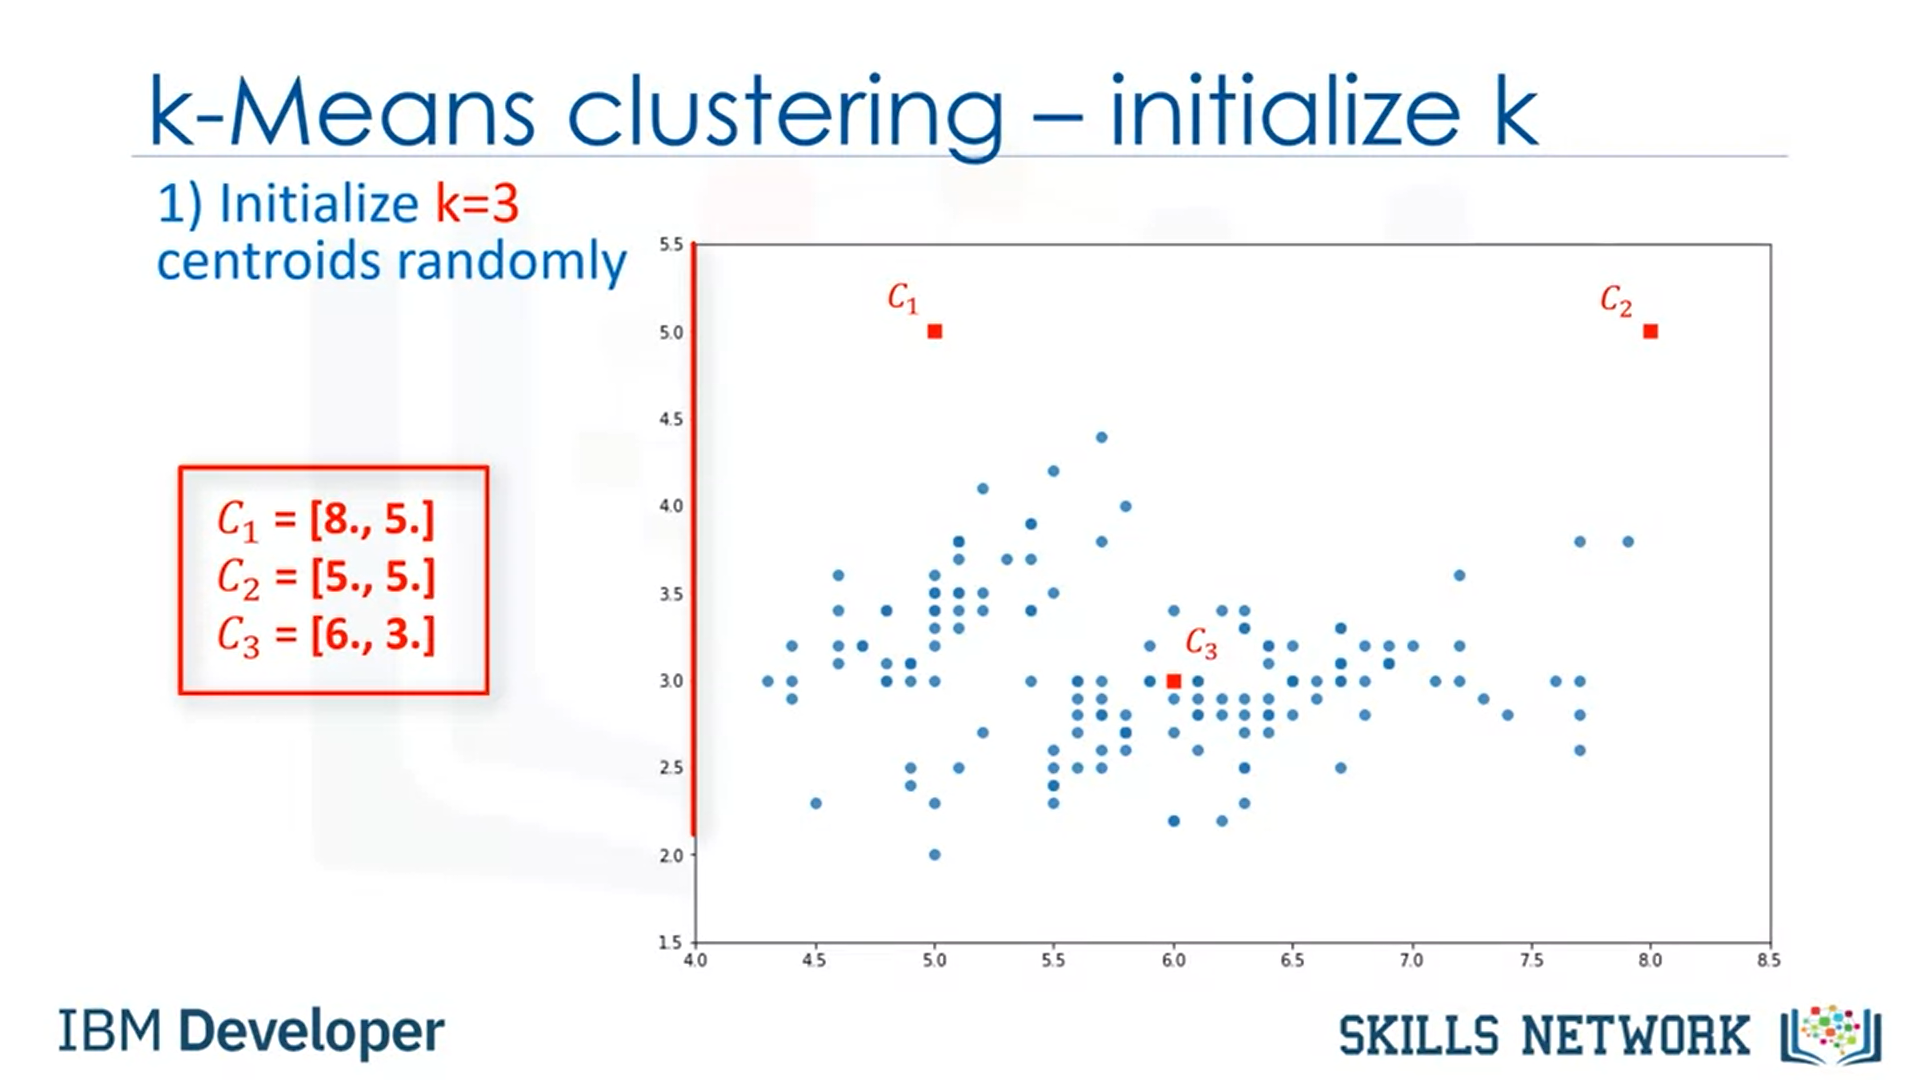 k-Means clustering – initialize k
1) Initialize k=3
centroids randomly
C₁ = [8., 5.]
C₂ = [5., 5.]
C₃ = [6., 3.]
5.5
5.0
4.5
4.0
3.5
3.0
2.5
2.0
1.5
C₁
C₂
C₃
4.0 4.5 5.0 5.5 6.0 6.5 7.0 7.5 8.0 8.5
IBM Developer
SKILLS NETWORK